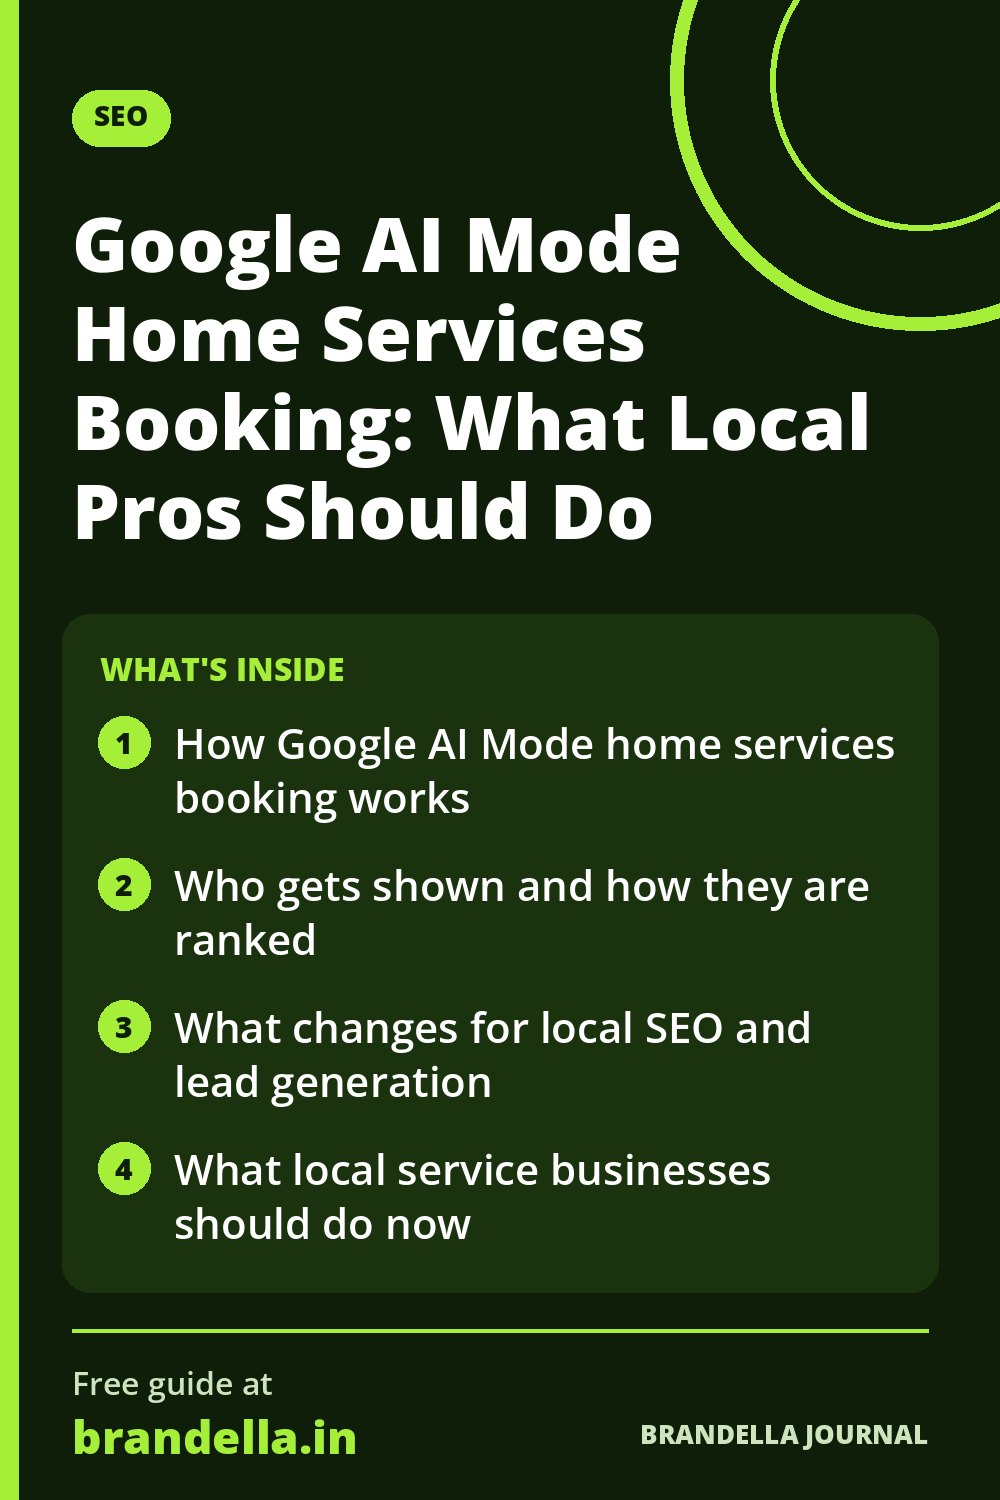 SEO
Google AI Mode
Home Services
Booking: What Local
Pros Should Do
WHAT'S INSIDE
1 How Google AI Mode home services
booking works
2 Who gets shown and how they are
ranked
3 What changes for local SEO and
lead generation
4 What local service businesses
should do now
Free guide at
brandella.in
BRANDELLA JOURNAL